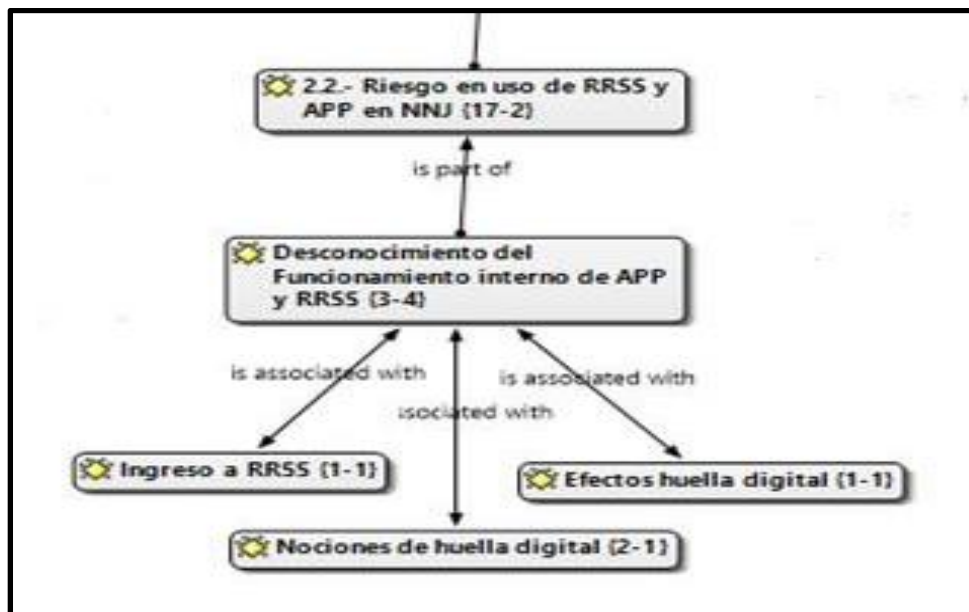 2.2.- Riesgo en uso de RRSS y
APP en NNJ {17-2}
is part of
Desconocimiento del
Funcionamiento interno de APP
y RRSS {3-4}
is associated with
is associated with
sociated with
Ingreso a RRSS {1-1}
Efectos huella digital {1-1}
Nociones de huella digital {2-1}